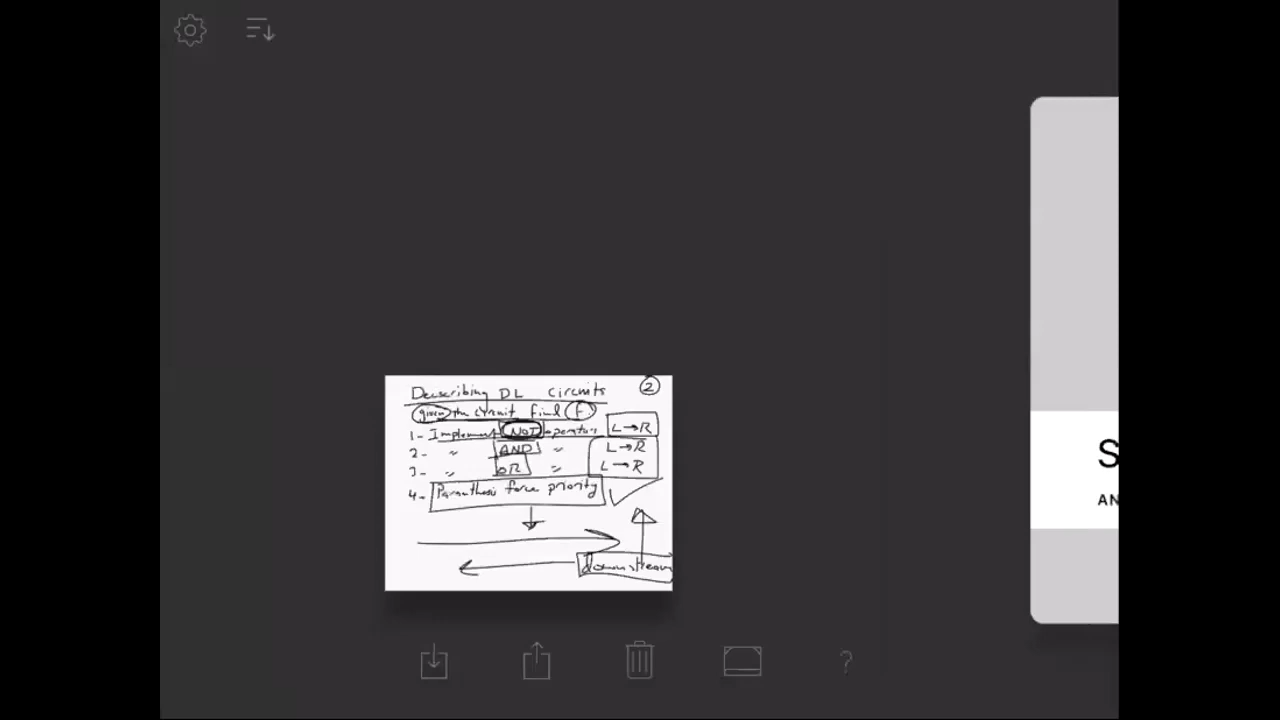 Describing DL circuits ②
given the circuit find f
1- Implement NOT operators L→R
2- " AND " L→R
3- " OR " L→R
4- Paranthesis force priority
downstream
S
AN
?